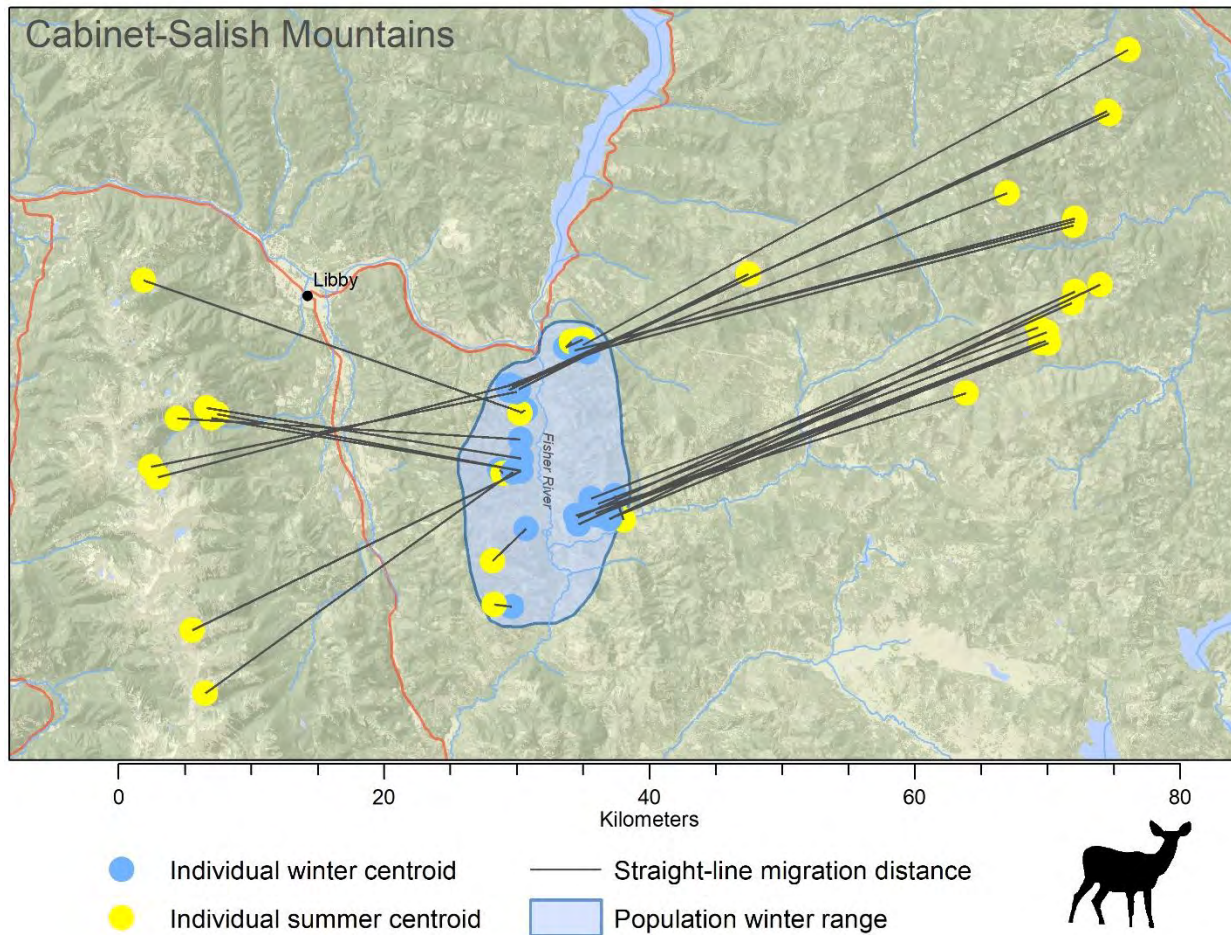 Cabinet-Salish Mountains
Libby
Fisher River
0 20 40 60 80
Kilometers
Individual winter centroid
Straight-line migration distance
Individual summer centroid
Population winter range